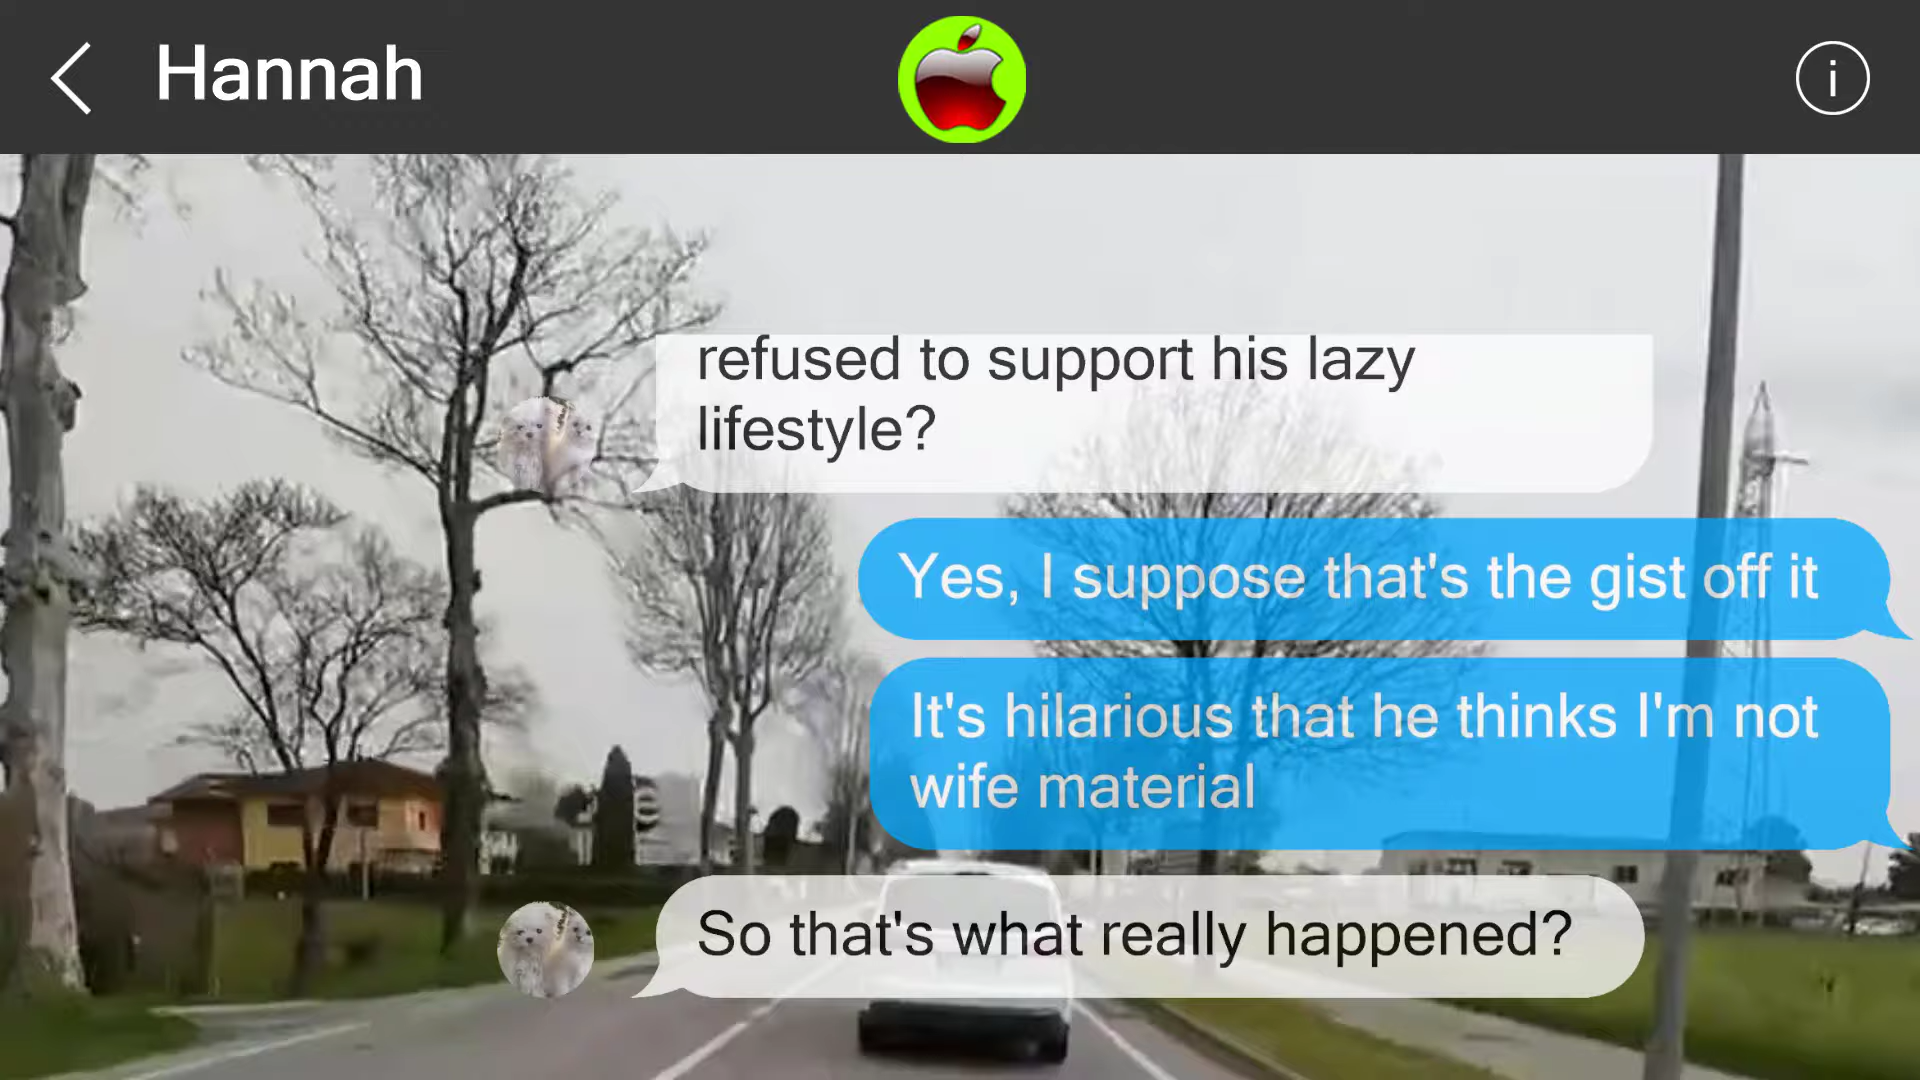 Hannah
i
refused to support his lazy
lifestyle?
Yes, I suppose that's the gist off it
It's hilarious that he thinks I'm not
wife material
So that's what really happened?